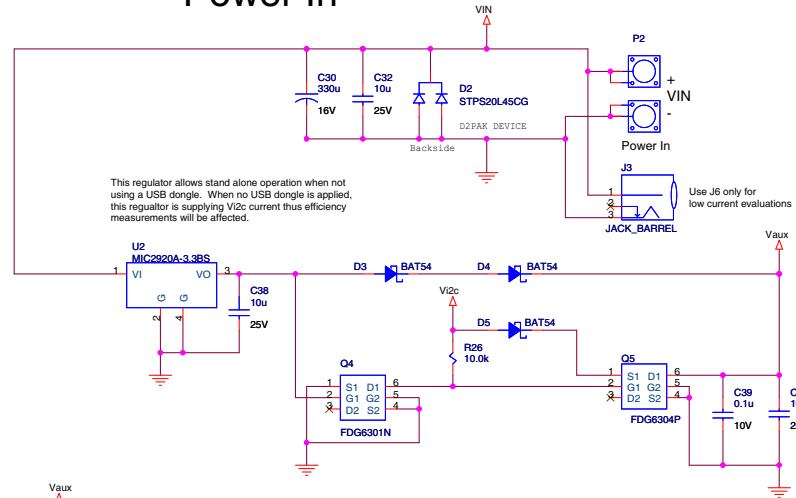 Power In
VIN
P2
C30
330u
16V
C32
10u
25V
D2
STPS20L45CG
D2PAK DEVICE
Backside
+
VIN
-
Power In
J3
1
2
3
JACK_BARREL
Use J6 only for
low current evaluations
This regulator allows stand alone operation when not
using a USB dongle. When no USB dongle is applied,
this regualtor is supplying Vi2c current thus efficiency
measurements will be affected.
U2
MIC2920A-3.3BS
1
VI
VO
3
G
G
2
4
C38
10u
25V
D3
BAT54
D4
BAT54
Vaux
Vi2c
D5
BAT54
R26
10.0k
Q4
1
S1
D1
6
2
G1
G2
5
3
D2
S2
4
FDG6301N
Q5
1
S1
D1
6
2
G1
G2
5
3
D2
S2
4
FDG6304P
C39
0.1u
10V
C
1
2
Vaux